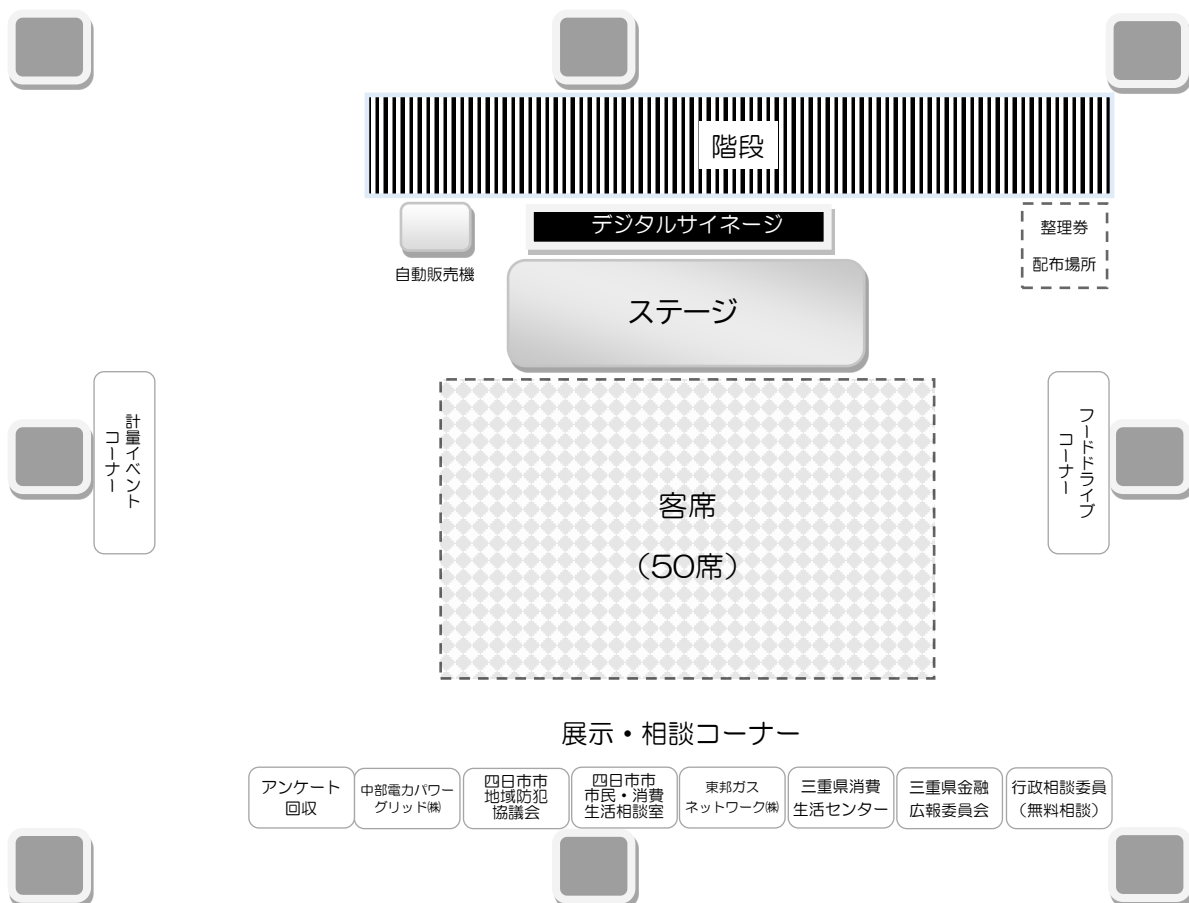 階段
デジタルサイネージ
自動販売機
整理券
配布場所
ステージ
計量イベント
コーナー
フードドライブ
コーナー
客席
（50席）
展示・相談コーナー
アンケート
回収
中部電力パワー
グリッド㈱
四日市市
地域防犯
協議会
四日市市
市民・消費
生活相談室
東邦ガス
ネットワーク㈱
三重県消費
生活センター
三重県金融
広報委員会
行政相談委員
（無料相談）